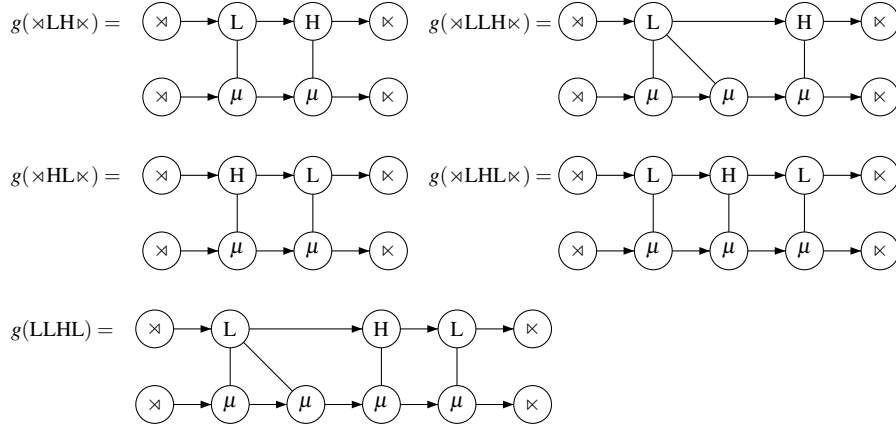 g(⋊LH⋉) = ⋊ L H ⋉ g(⋊LLH⋉) = ⋊ L H ⋉
⋊ μ μ ⋉ ⋊ μ μ μ ⋉
g(⋊HL⋉) = ⋊ H L ⋉ g(⋊LHL⋉) = ⋊ L H L ⋉
⋊ μ μ ⋉ ⋊ μ μ μ ⋉
g(LLHL) = ⋊ L H L ⋉
⋊ μ μ μ μ ⋉